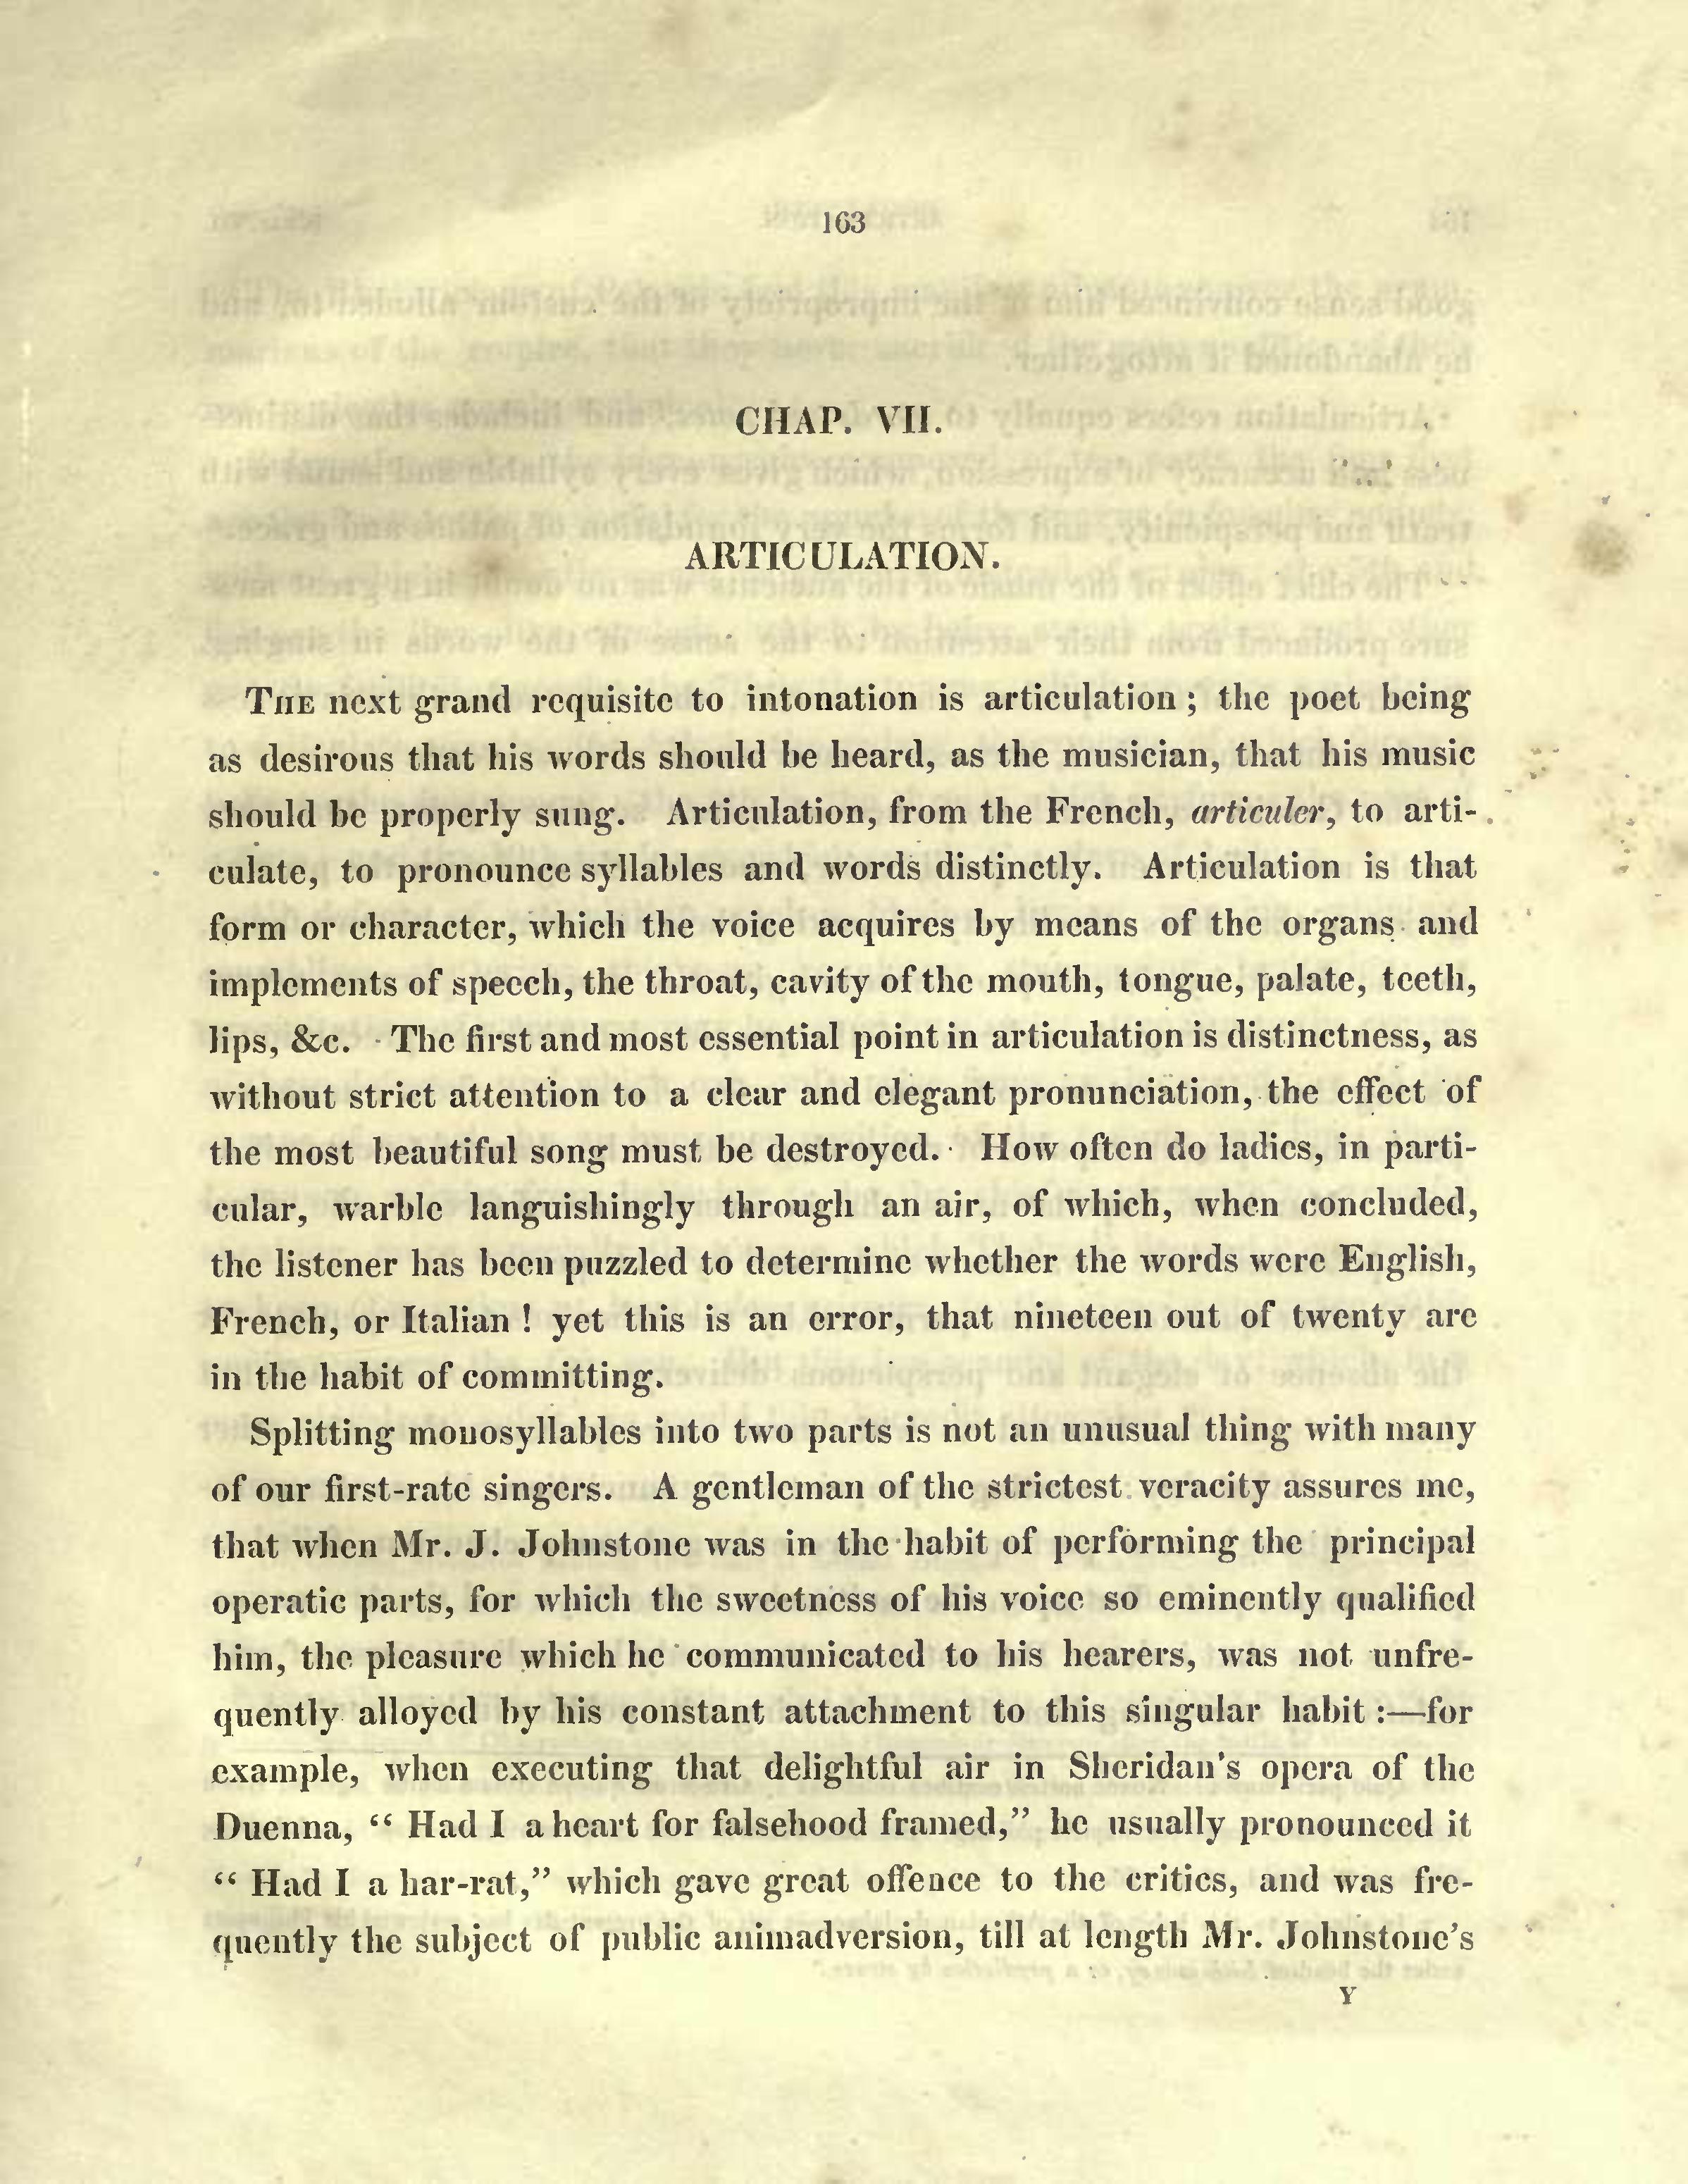 163
CHAP. VII.
ARTICULATION.
THE next grand requisite to intonation is articulation; the poet being
as desirous that his words should be heard, as the musician, that his music
should be properly sung. Articulation, from the French, articuler, to arti-
culate, to pronounce syllables and words distinctly. Articulation is that
form or character, which the voice acquires by means of the organs and
implements of speech, the throat, cavity of the mouth, tongue, palate, teeth,
lips, &c. The first and most essential point in articulation is distinctness, as
without strict attention to a clear and elegant pronunciation, the effect of
the most beautiful song must be destroyed. How often do ladies, in parti-
cular, warble languishingly through an air, of which, when concluded,
the listener has been puzzled to determine whether the words were English,
French, or Italian ! yet this is an error, that nineteen out of twenty are
in the habit of committing.
Splitting monosyllables into two parts is not an unusual thing with many
of our first-rate singers. A gentleman of the strictest veracity assures me,
that when Mr. J. Johnstone was in the habit of performing the principal
operatic parts, for which the sweetness of his voice so eminently qualified
him, the pleasure which he communicated to his hearers, was not unfre-
quently alloyed by his constant attachment to this singular habit :—for
example, when executing that delightful air in Sheridan's opera of the
Duenna, “ Had I a heart for falsehood framed,” he usually pronounced it
“ Had I a har-rat,” which gave great offence to the critics, and was fre-
quently the subject of public animadversion, till at length Mr. Johnstone's
Y